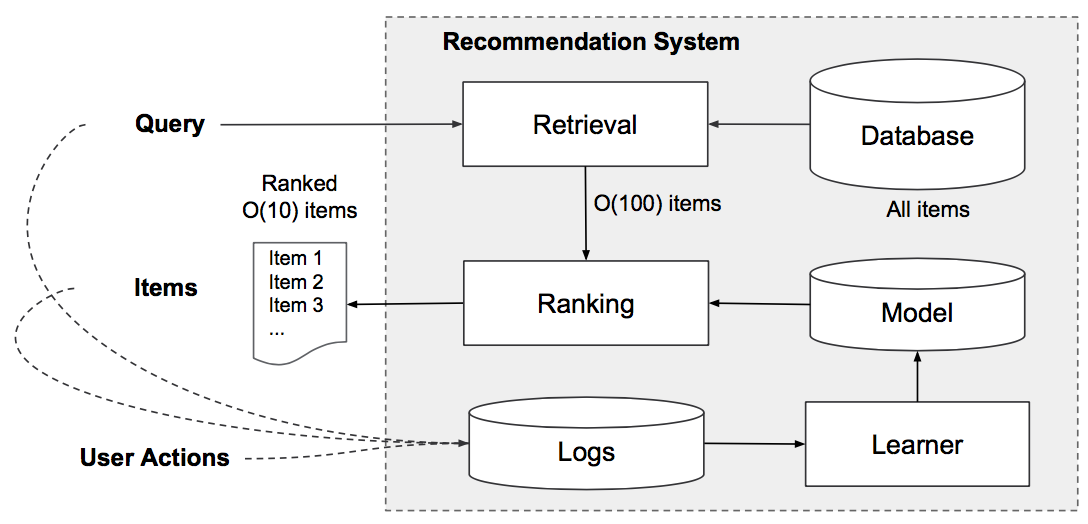 Recommendation System
Query
Retrieval
Database
Ranked
O(10) items
O(100) items
All items
Item 1
Item 2
Item 3
...
Items
Ranking
Model
User Actions
Logs
Learner